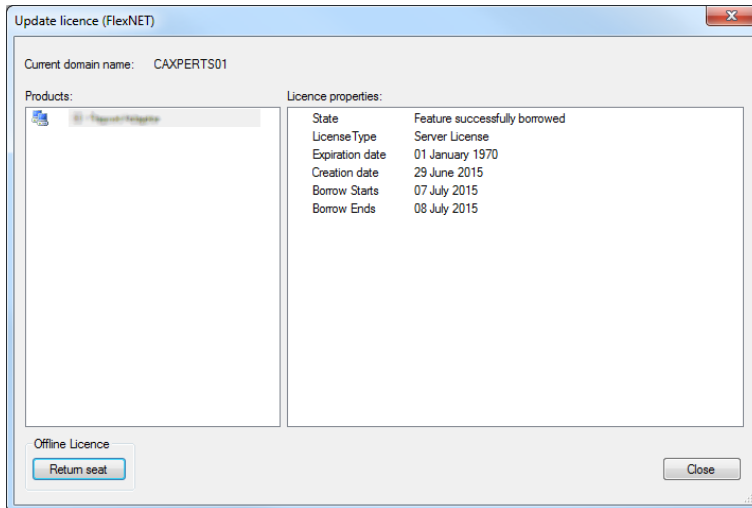 Update licence (FlexNET)
Current domain name: CAXPERTS01
Products:
Licence properties:
State Feature successfully borrowed
LicenseType Server License
Expiration date 01 January 1970
Creation date 29 June 2015
Borrow Starts 07 July 2015
Borrow Ends 08 July 2015
Offline Licence
Return seat
Close